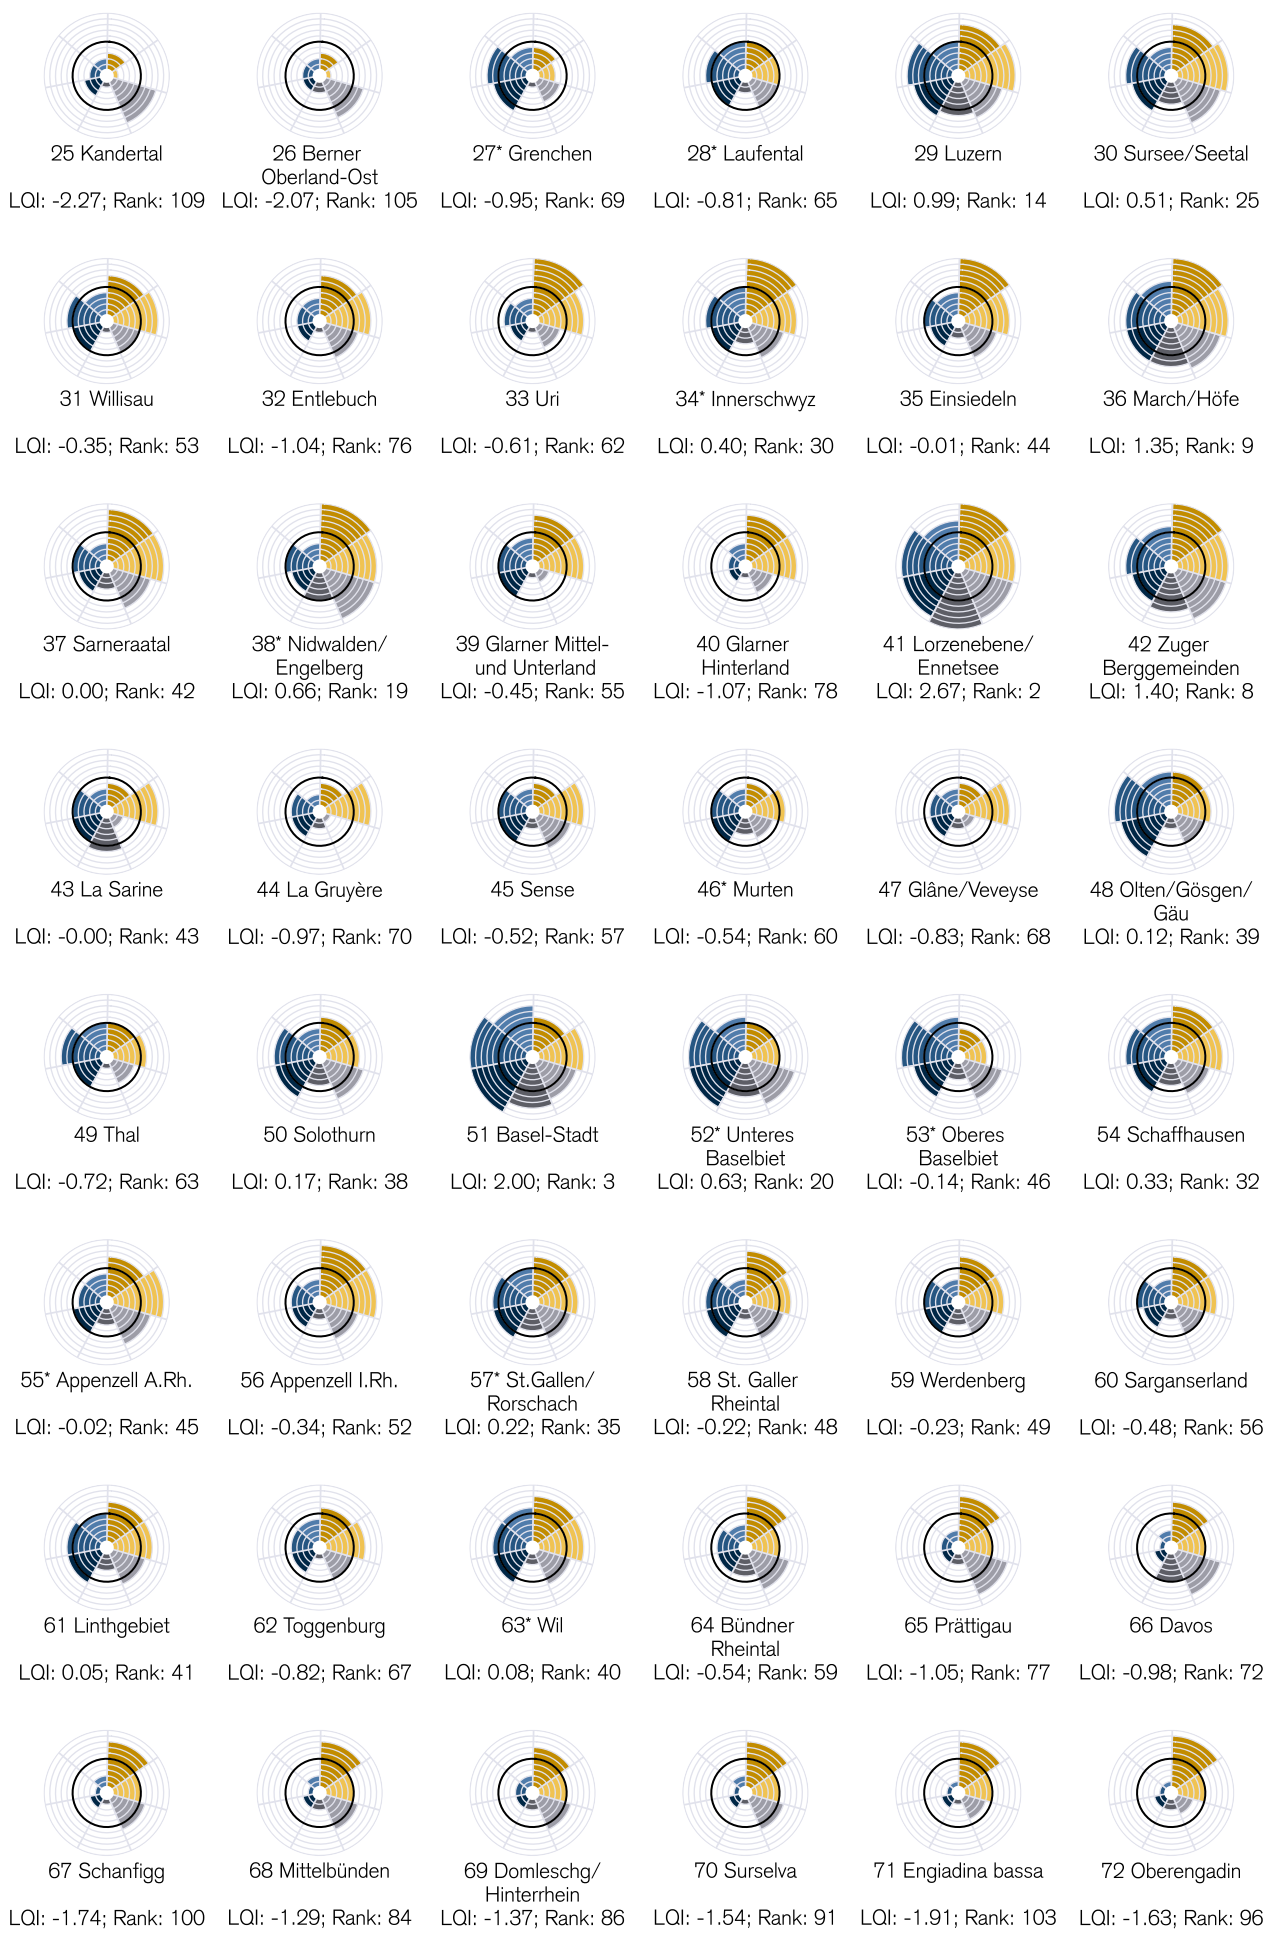 25 Kandertal
LQI: -2.27; Rank: 109
26 Berner
Oberland-Ost
LQI: -2.07; Rank: 105
27* Grenchen
LQI: -0.95; Rank: 69
28* Laufental
LQI: -0.81; Rank: 65
29 Luzern
LQI: 0.99; Rank: 14
30 Sursee/Seetal
LQI: 0.51; Rank: 25
31 Willisau
LQI: -0.35; Rank: 53
32 Entlebuch
LQI: -1.04; Rank: 76
33 Uri
LQI: -0.61; Rank: 62
34* Innerschwyz
LQI: 0.40; Rank: 30
35 Einsiedeln
LQI: -0.01; Rank: 44
36 March/Höfe
LQI: 1.35; Rank: 9
37 Sarneraatal
LQI: 0.00; Rank: 42
38* Nidwalden/
Engelberg
LQI: 0.66; Rank: 19
39 Glarner Mittel-
und Unterland
LQI: -0.45; Rank: 55
40 Glarner
Hinterland
LQI: -1.07; Rank: 78
41 Lorzenebene/
Ennetsee
LQI: 2.67; Rank: 2
42 Zuger
Berggemeinden
LQI: 1.40; Rank: 8
43 La Sarine
LQI: -0.00; Rank: 43
44 La Gruyère
LQI: -0.97; Rank: 70
45 Sense
LQI: -0.52; Rank: 57
46* Murten
LQI: -0.54; Rank: 60
47 Glâne/Veveyse
LQI: -0.83; Rank: 68
48 Olten/Gösgen/
Gäu
LQI: 0.12; Rank: 39
49 Thal
LQI: -0.72; Rank: 63
50 Solothurn
LQI: 0.17; Rank: 38
51 Basel-Stadt
LQI: 2.00; Rank: 3
52* Unteres
Baselbiet
LQI: 0.63; Rank: 20
53* Oberes
Baselbiet
LQI: -0.14; Rank: 46
54 Schaffhausen
LQI: 0.33; Rank: 32
55* Appenzell A.Rh.
LQI: -0.02; Rank: 45
56 Appenzell I.Rh.
LQI: -0.34; Rank: 52
57* St.Gallen/
Rorschach
LQI: 0.22; Rank: 35
58 St. Galler
Rheintal
LQI: -0.22; Rank: 48
59 Werdenberg
LQI: -0.23; Rank: 49
60 Sarganserland
LQI: -0.48; Rank: 56
61 Linthgebiet
LQI: 0.05; Rank: 41
62 Toggenburg
LQI: -0.82; Rank: 67
63* Wil
LQI: 0.08; Rank: 40
64 Bündner
Rheintal
LQI: -0.54; Rank: 59
65 Prättigau
LQI: -1.05; Rank: 77
66 Davos
LQI: -0.98; Rank: 72
67 Schanfigg
LQI: -1.74; Rank: 100
68 Mittelbünden
LQI: -1.29; Rank: 84
69 Domleschg/
Hinterrhein
LQI: -1.37; Rank: 86
70 Surselva
LQI: -1.54; Rank: 91
71 Engiadina bassa
LQI: -1.91; Rank: 103
72 Oberengadin
LQI: -1.63; Rank: 96